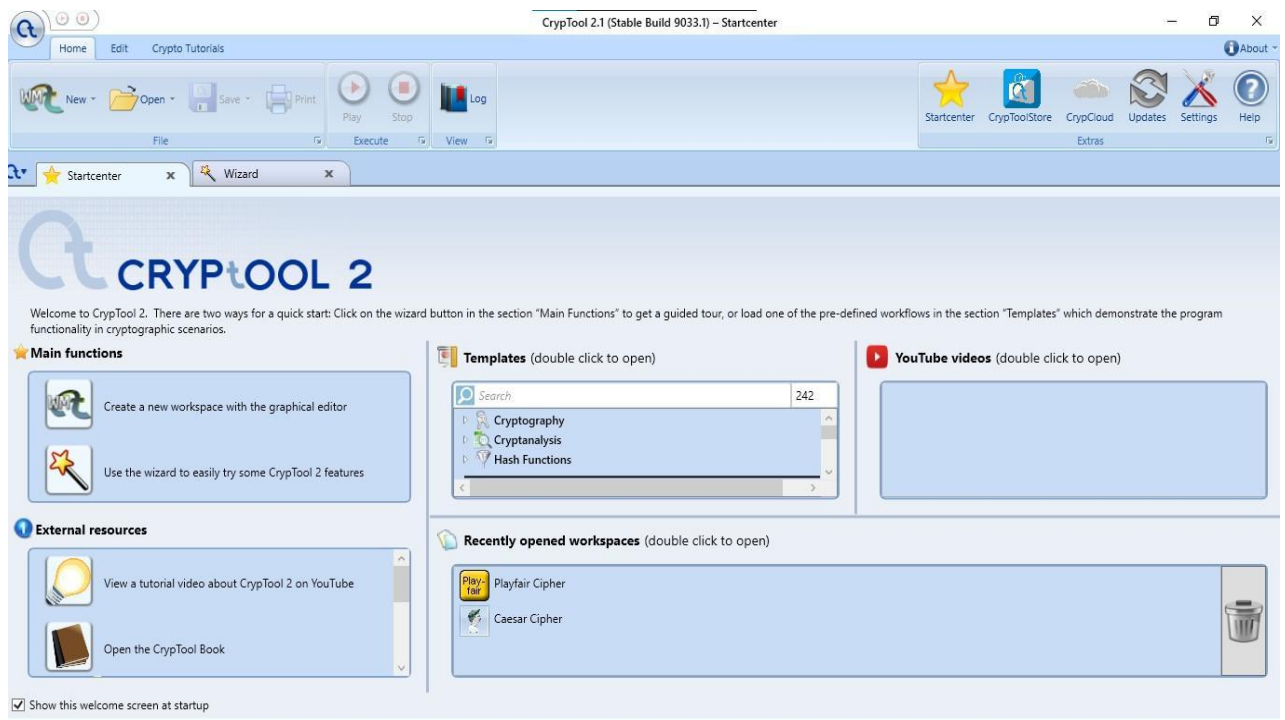 CrypTool 2.1 (Stable Build 9033.1) – Startcenter
Home Edit Crypto Tutorials About
New Open Save Print Play Stop Log Startcenter CrypToolStore CrypCloud Updates Settings Help
File Execute View Extras
Startcenter x Wizard x
CRYPtOOL 2
Welcome to CrypTool 2. There are two ways for a quick start: Click on the wizard button in the section "Main Functions" to get a guided tour, or load one of the pre-defined workflows in the section "Templates" which demonstrate the program
functionality in cryptographic scenarios.
Main functions
Create a new workspace with the graphical editor
Use the wizard to easily try some CrypTool 2 features
External resources
View a tutorial video about CrypTool 2 on YouTube
Open the CrypTool Book
Templates (double click to open)
Search 242
Cryptography
Cryptanalysis
Hash Functions
YouTube videos (double click to open)
Recently opened workspaces (double click to open)
Play-
fair
Playfair Cipher
Caesar Cipher
Show this welcome screen at startup